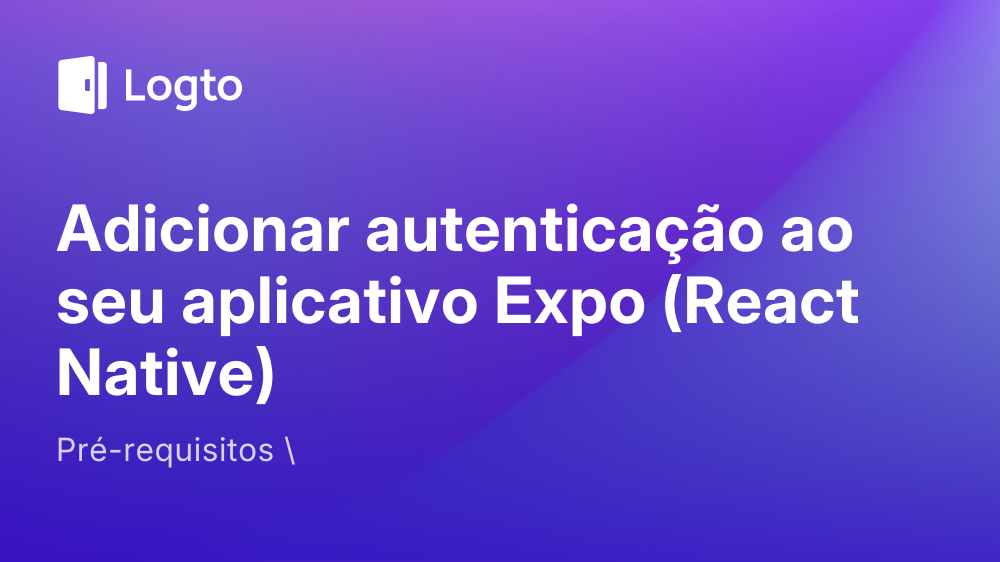 Logto
Adicionar autenticação ao
seu aplicativo Expo (React
Native)
Pré-requisitos \